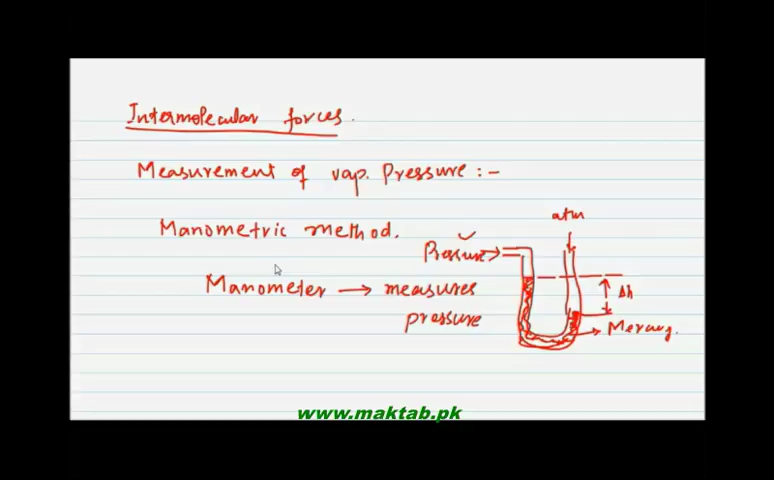 Intermolecular forces.
Measurement of vap. Pressure :-
Manometric method.
atm
Pressure
Manometer → measures
pressure
Δh
Mercury.
www.maktab.pk